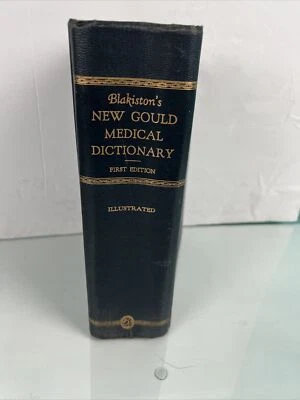 Blakiston's
NEW GOULD
MEDICAL
DICTIONARY
FIRST EDITION
ILLUSTRATED